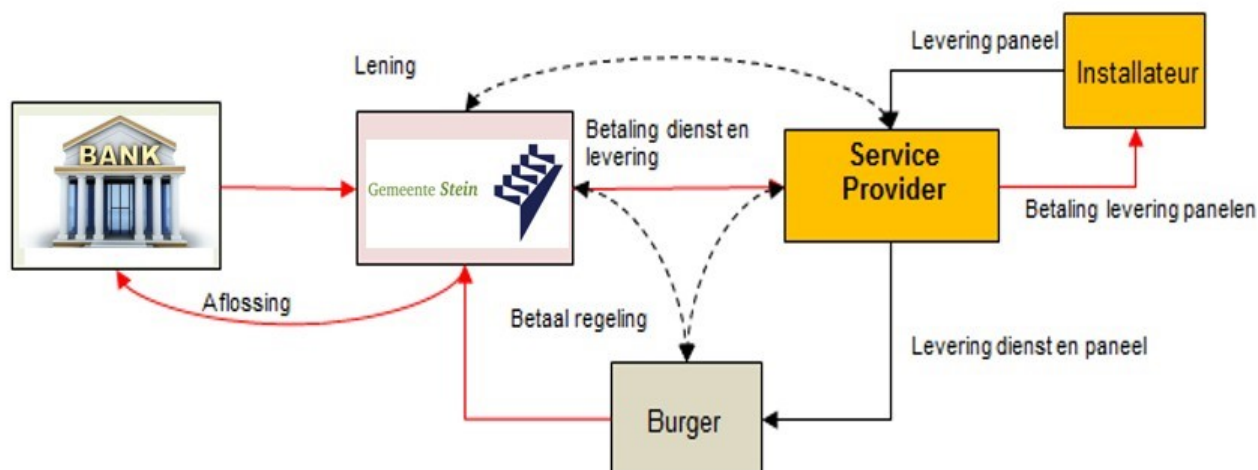 Levering paneel
Installateur
Lening
BANK
Gemeente Stein
Betaling dienst en
levering
Service
Provider
Betaling levering panelen
Aflossing
Betaal regeling
Levering dienst en paneel
Burger